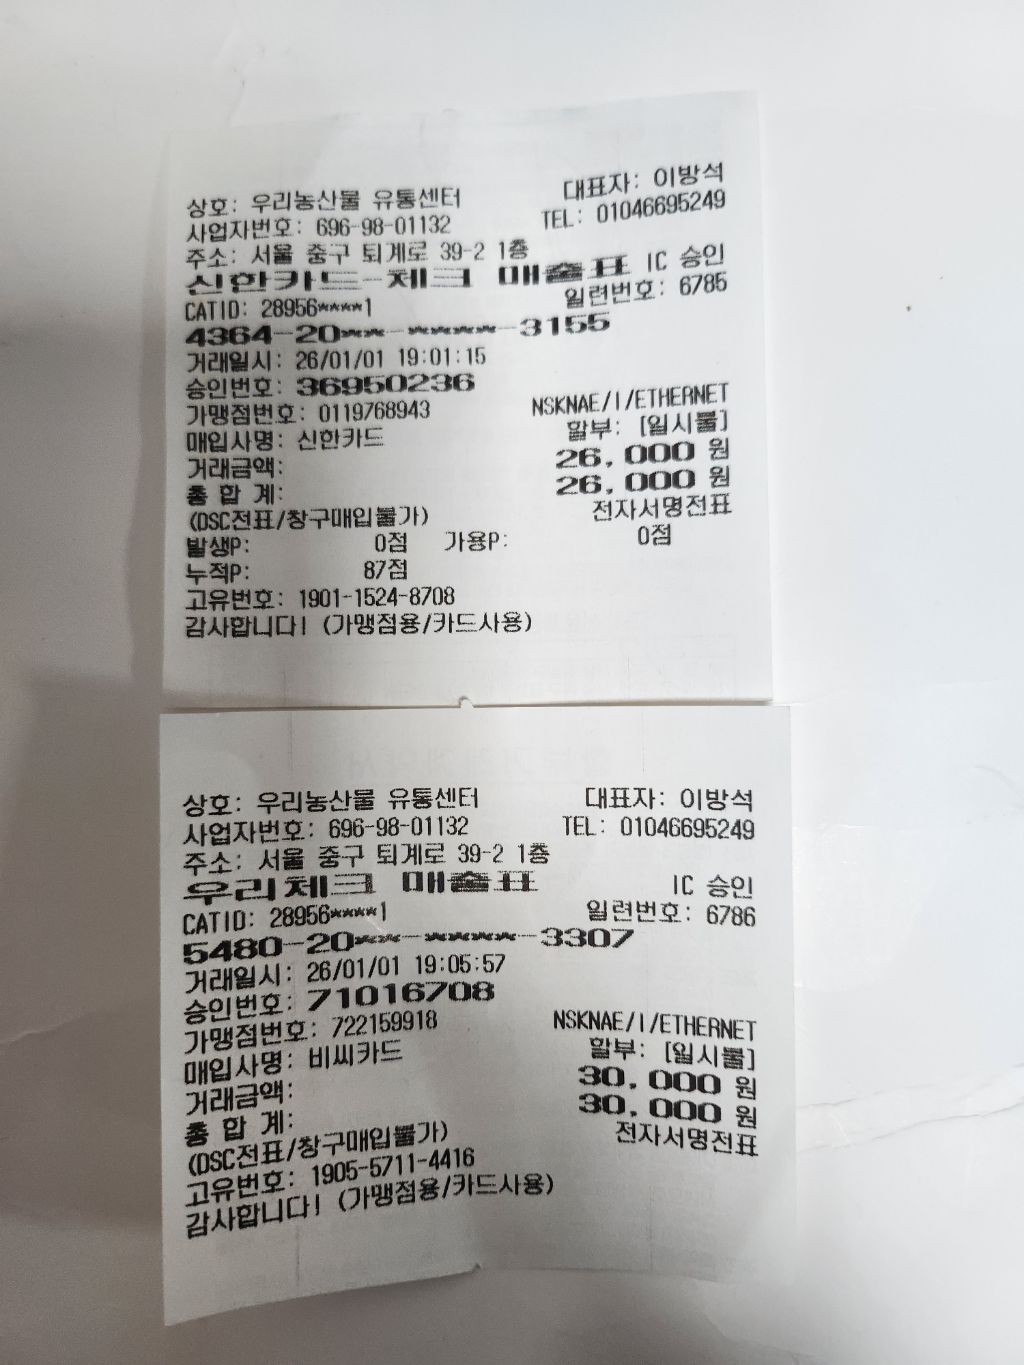 상호: 우리농산물 유통센터 대표자: 이방석
사업자번호: 696-98-01132 TEL: 01046695249
주소: 서울 중구 퇴계로 39-2 1층
신한카드-체크 매출표 IC 승인
CATID: 28956****1 일련번호: 6785
4364-20**-****-3155
거래일시: 26/01/01 19:01:15
승인번호: 36950236
가맹점번호: 0119768943 NSKNAE/I/ETHERNET
매입사명: 신한카드 할부: [일시불]
거래금액: 26,000 원
총 합 계: 26,000 원
(DSC전표/창구매입불가) 전자서명전표
발생P: 0점 가용P: 0점
누적P: 87점
고유번호: 1901-1524-8708
감사합니다! (가맹점용/카드사용)
상호: 우리농산물 유통센터 대표자: 이방석
사업자번호: 696-98-01132 TEL: 01046695249
주소: 서울 중구 퇴계로 39-2 1층
우리체크 매출표 IC 승인
CATID: 28956****1 일련번호: 6786
5480-20**-****-3307
거래일시: 26/01/01 19:05:57
승인번호: 71016708
가맹점번호: 722159918 NSKNAE/I/ETHERNET
매입사명: 비씨카드 할부: [일시불]
거래금액: 30,000 원
총 합 계: 30,000 원
(DSC전표/창구매입불가) 전자서명전표
고유번호: 1905-5711-4416
감사합니다! (가맹점용/카드사용)